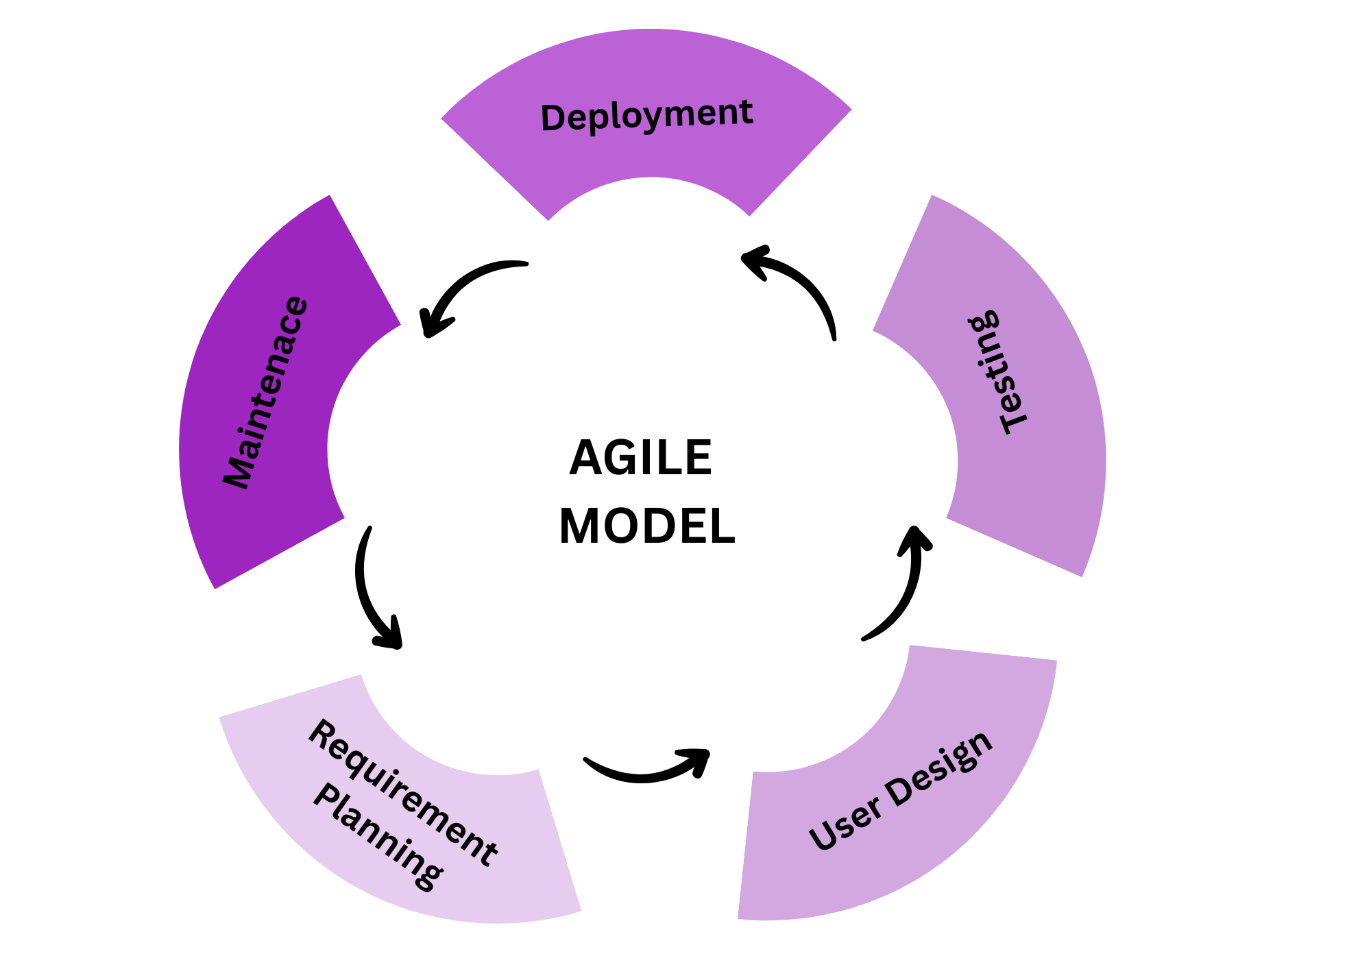 Deployment
Maintenace
Testing
AGILE
MODEL
Requirement
Planning
User Design